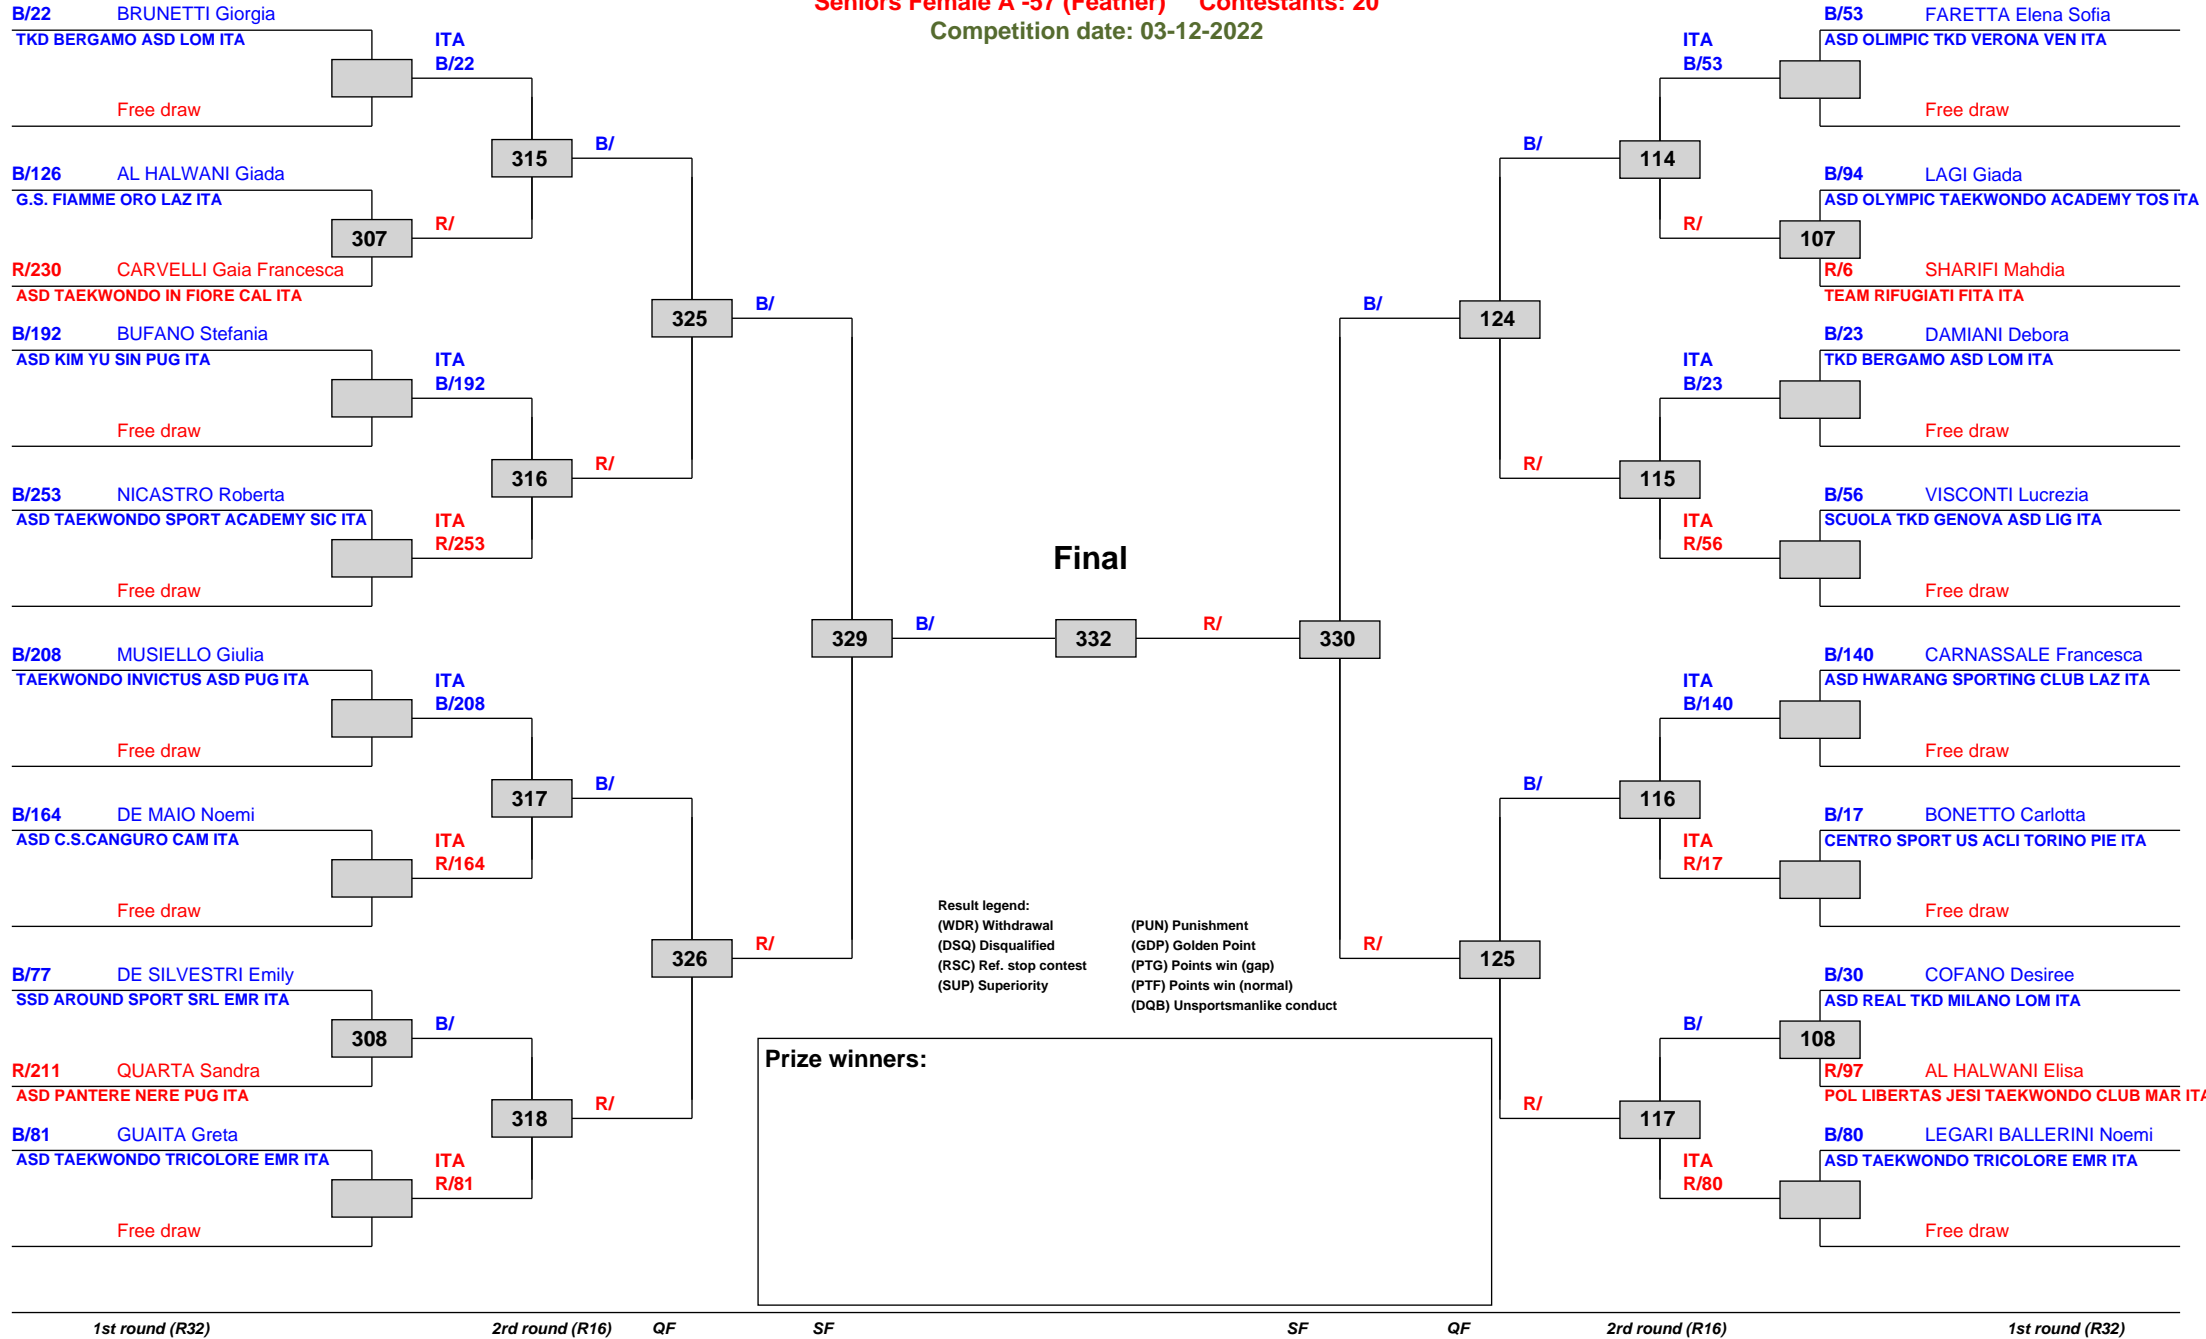 Seniors Female A -57 (Feather) Contestants: 20
Competition date: 03-12-2022
B/22 BRUNETTI Giorgia
TKD BERGAMO ASD LOM ITA
Free draw
ITA
B/22
B/126 AL HALWANI Giada
G.S. FIAMME ORO LAZ ITA
307
R/
R/230 CARVELLI Gaia Francesca
ASD TAEKWONDO IN FIORE CAL ITA
315
B/
B/192 BUFANO Stefania
ASD KIM YU SIN PUG ITA
Free draw
ITA
B/192
B/253 NICASTRO Roberta
ASD TAEKWONDO SPORT ACADEMY SIC ITA
Free draw
ITA
R/253
316
R/
325
B/
B/208 MUSIELLO Giulia
TAEKWONDO INVICTUS ASD PUG ITA
Free draw
ITA
B/208
B/164 DE MAIO Noemi
ASD C.S.CANGURO CAM ITA
Free draw
ITA
R/164
317
B/
B/77 DE SILVESTRI Emily
SSD AROUND SPORT SRL EMR ITA
308
B/
R/211 QUARTA Sandra
ASD PANTERE NERE PUG ITA
B/81 GUAITA Greta
ASD TAEKWONDO TRICOLORE EMR ITA
Free draw
ITA
R/81
318
R/
326
R/
329
B/
Final
332
R/
330
B/53 FARETTA Elena Sofia
ASD OLIMPIC TKD VERONA VEN ITA
Free draw
ITA
B/53
B/94 LAGI Giada
ASD OLYMPIC TAEKWONDO ACADEMY TOS ITA
107
R/
R/6 SHARIFI Mahdia
TEAM RIFUGIATI FITA ITA
114
B/
B/23 DAMIANI Debora
TKD BERGAMO ASD LOM ITA
Free draw
ITA
B/23
B/56 VISCONTI Lucrezia
SCUOLA TKD GENOVA ASD LIG ITA
Free draw
ITA
R/56
115
R/
124
B/
B/140 CARNASSALE Francesca
ASD HWARANG SPORTING CLUB LAZ ITA
Free draw
ITA
B/140
B/17 BONETTO Carlotta
CENTRO SPORT US ACLI TORINO PIE ITA
Free draw
ITA
R/17
116
B/
B/30 COFANO Desiree
ASD REAL TKD MILANO LOM ITA
108
B/
R/97 AL HALWANI Elisa
POL LIBERTAS JESI TAEKWONDO CLUB MAR ITA
B/80 LEGARI BALLERINI Noemi
ASD TAEKWONDO TRICOLORE EMR ITA
Free draw
ITA
R/80
117
R/
125
R/
Result legend:
(WDR) Withdrawal (PUN) Punishment
(DSQ) Disqualified (GDP) Golden Point
(RSC) Ref. stop contest (PTG) Points win (gap)
(SUP) Superiority (PTF) Points win (normal)
(DQB) Unsportsmanlike conduct
Prize winners:
1st round (R32) 2rd round (R16) QF SF SF QF 2rd round (R16) 1st round (R32)